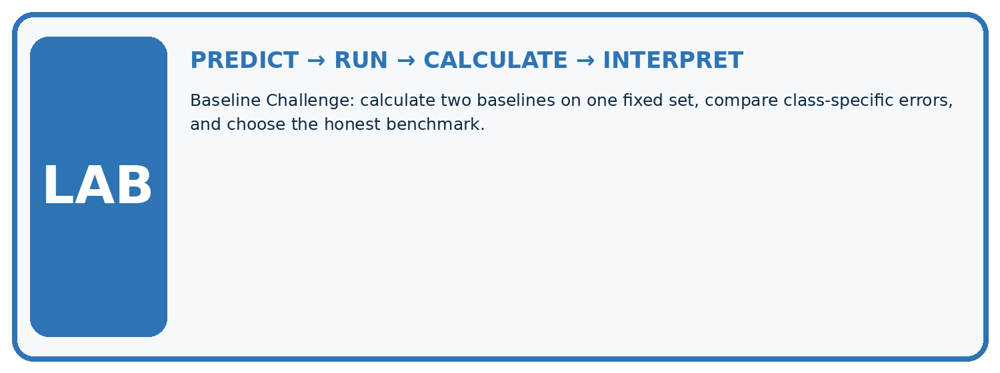 LAB
PREDICT → RUN → CALCULATE → INTERPRET
Baseline Challenge: calculate two baselines on one fixed set, compare class-specific errors,
and choose the honest benchmark.